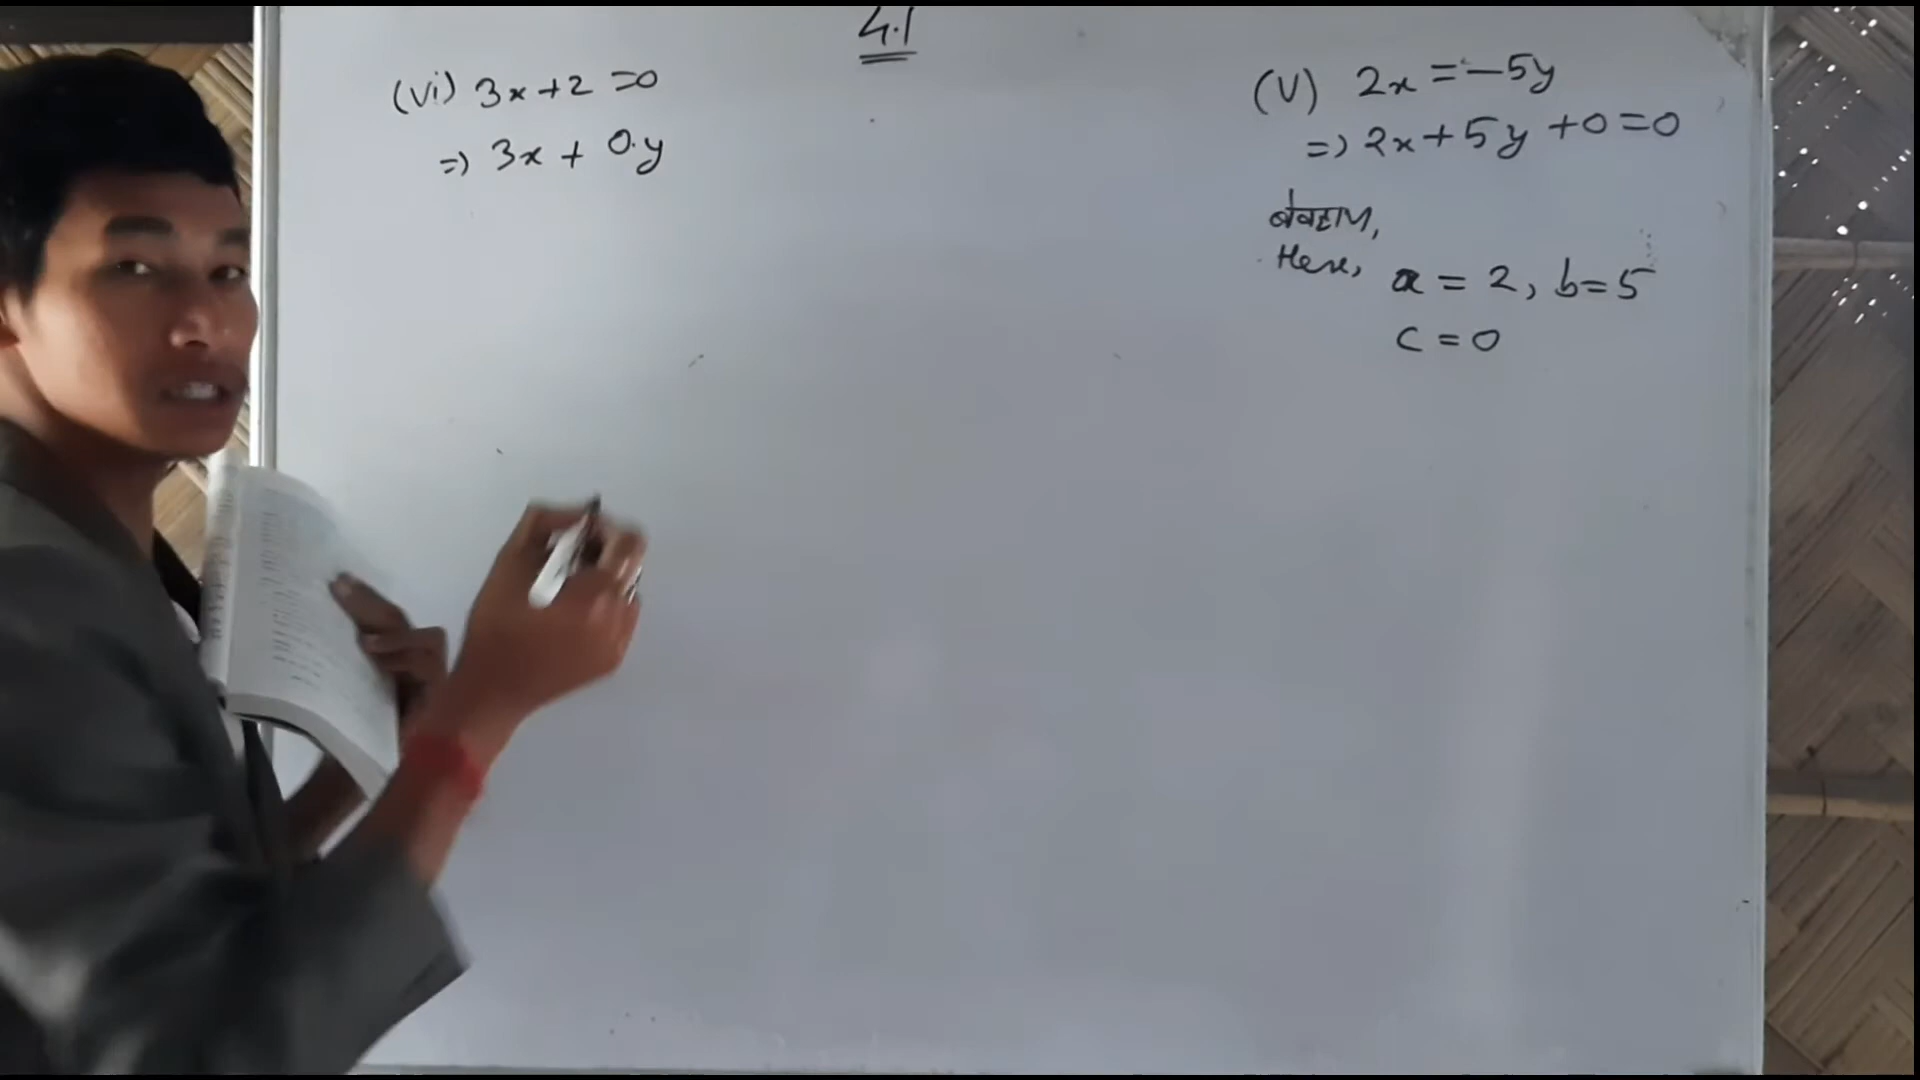 4.1
(vi) 3x+2=0
=) 3x + 0.y
(V) 2x = -5y
=) 2x+5y+0=0
Here, a = 2, b=5
c = 0